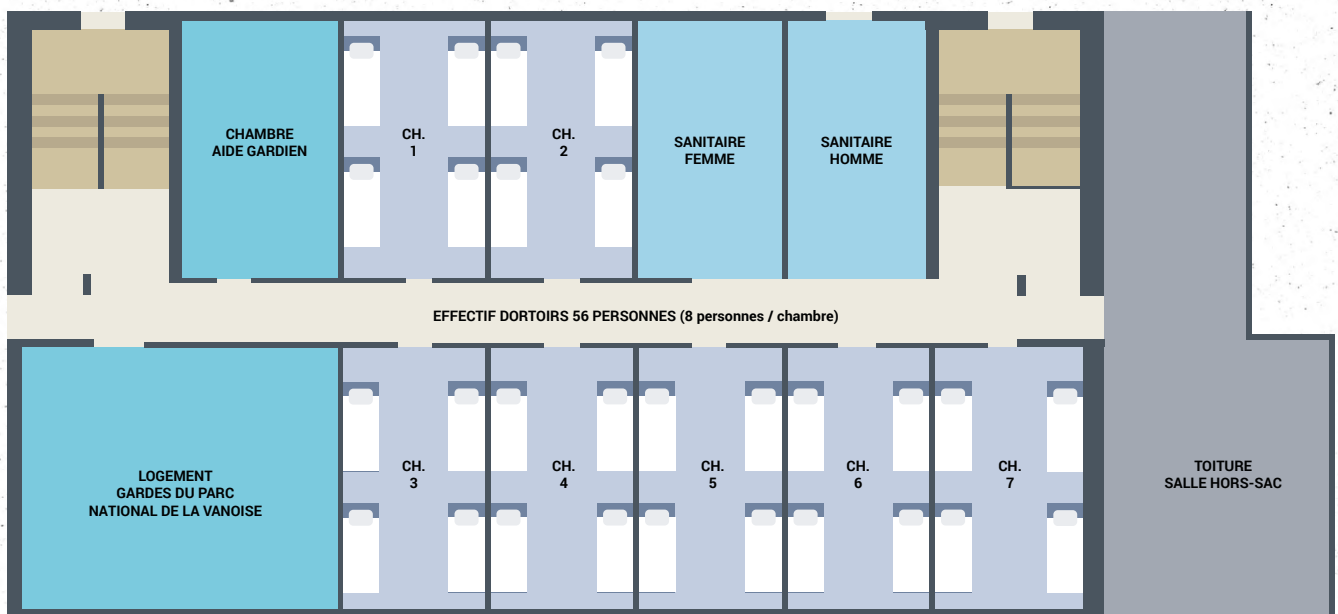 CHAMBRE
AIDE GARDIEN
CH.
1
CH.
2
SANITAIRE
FEMME
SANITAIRE
HOMME
EFFECTIF DORTOIRS 56 PERSONNES (8 personnes / chambre)
LOGEMENT
GARDES DU PARC
NATIONAL DE LA VANOISE
CH.
3
CH.
4
CH.
5
CH.
6
CH.
7
TOITURE
SALLE HORS-SAC